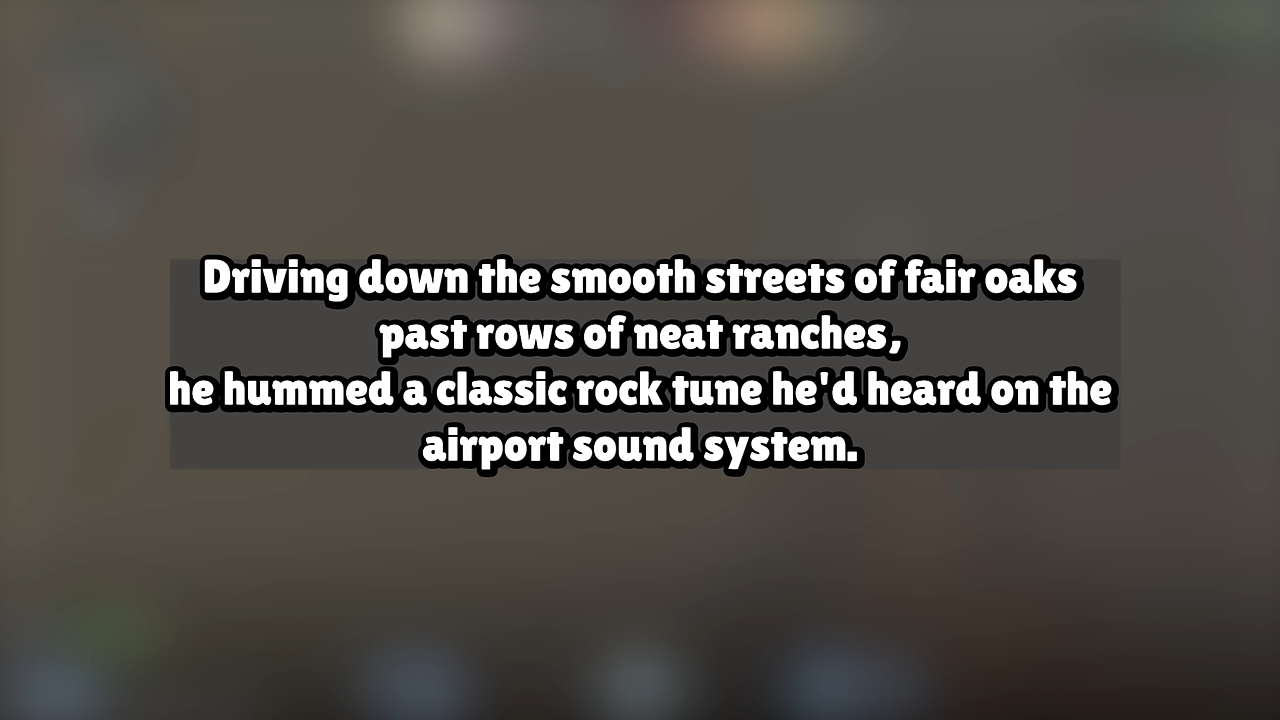 Driving down the smooth streets of fair oaks
past rows of neat ranches,
he hummed a classic rock tune he'd heard on the
airport sound system.